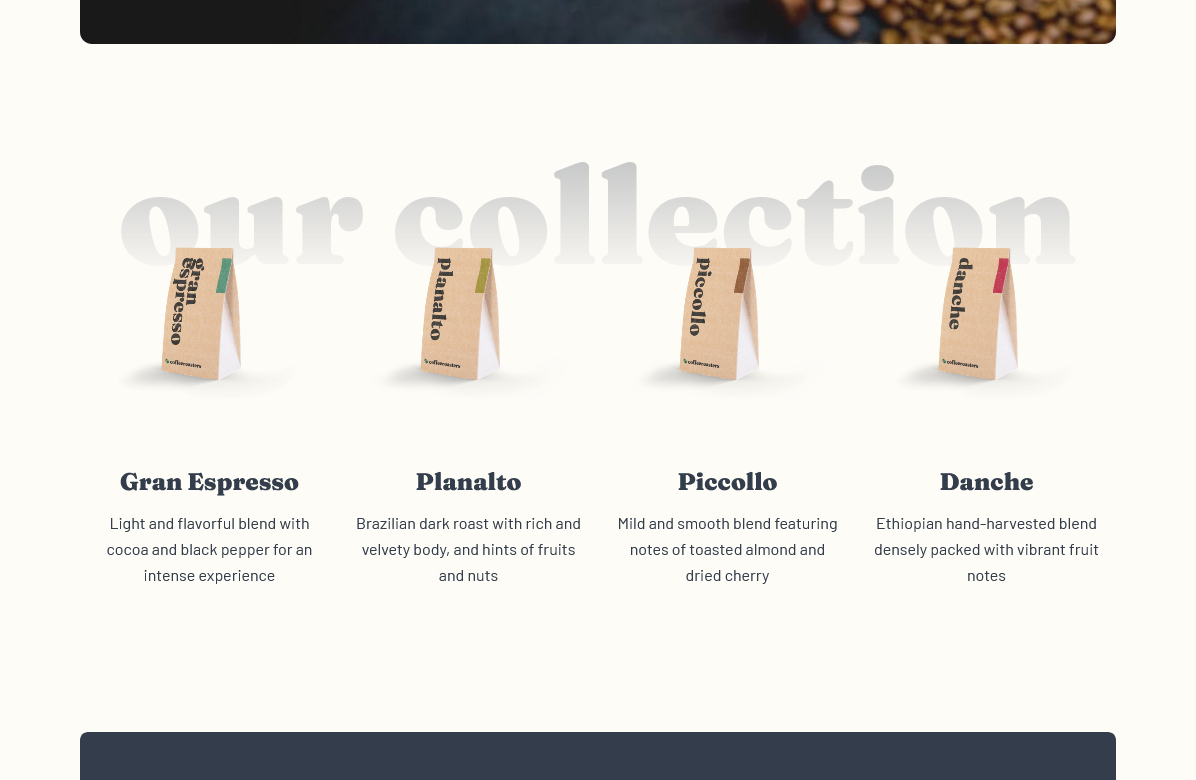 our collection
gran
espresso
planalto
piccollo
danche
coffeeroasters
coffeeroasters
coffeeroasters
coffeeroasters
Gran Espresso
Planalto
Piccollo
Danche
Light and flavorful blend with
cocoa and black pepper for an
intense experience
Brazilian dark roast with rich and
velvety body, and hints of fruits
and nuts
Mild and smooth blend featuring
notes of toasted almond and
dried cherry
Ethiopian hand-harvested blend
densely packed with vibrant fruit
notes